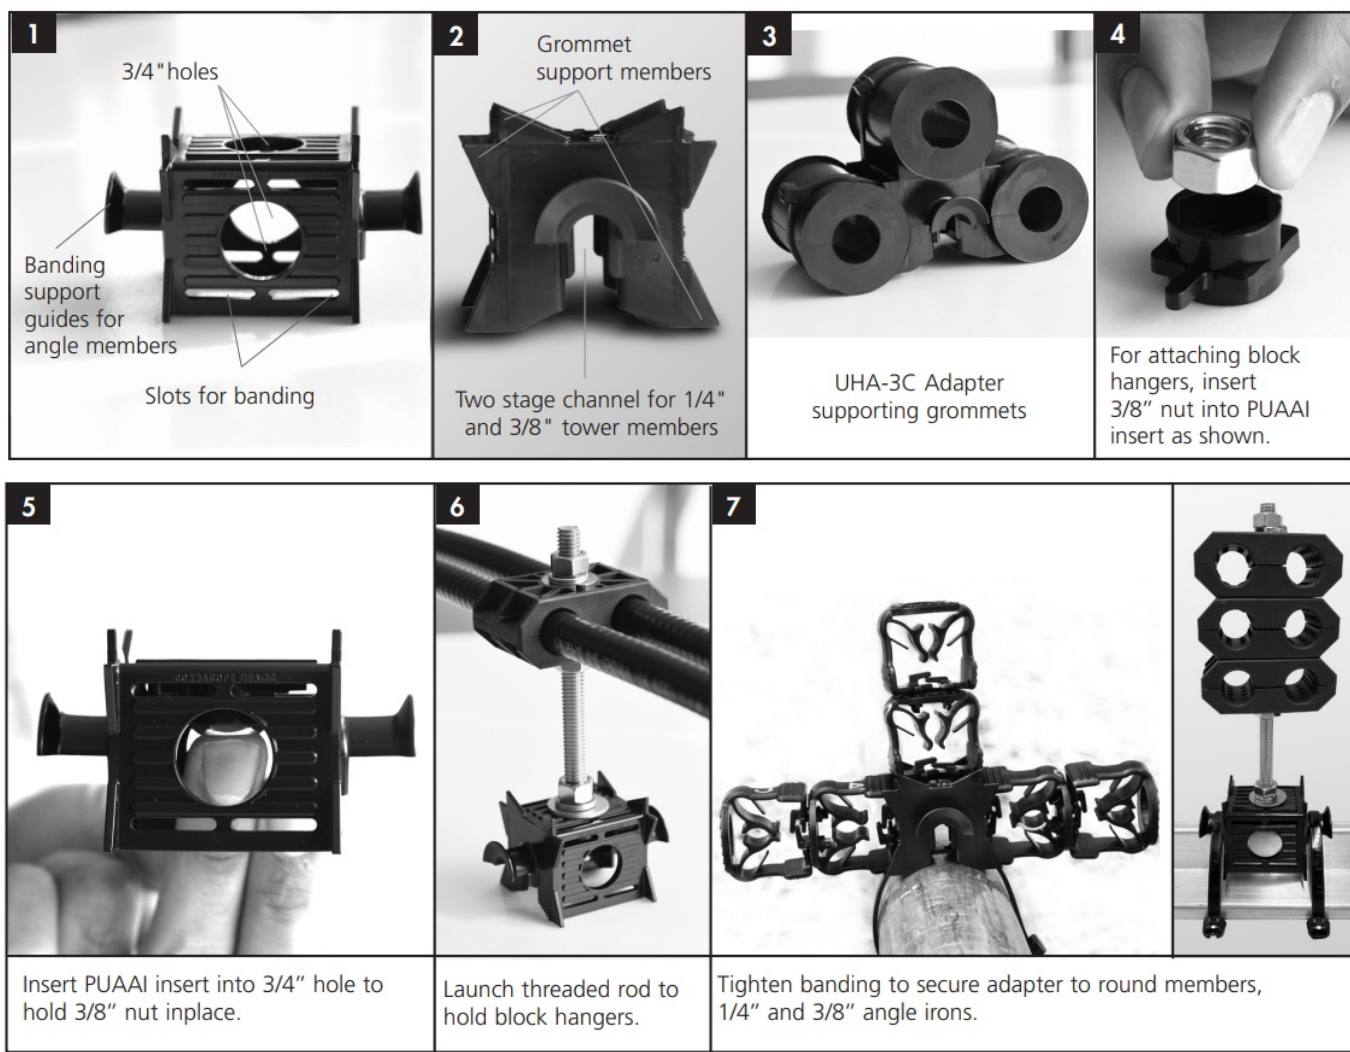 1
3/4" holes
Banding
support
guides for
angle members
Slots for banding
2
Grommet
support members
Two stage channel for 1/4"
and 3/8" tower members
3
UHA-3C Adapter
supporting grommets
4
For attaching block
hangers, insert
3/8” nut into PUAAI
insert as shown.
5
Insert PUAAI insert into 3/4” hole to
hold 3/8” nut inplace.
6
Launch threaded rod to
hold block hangers.
7
Tighten banding to secure adapter to round members,
1/4” and 3/8” angle irons.